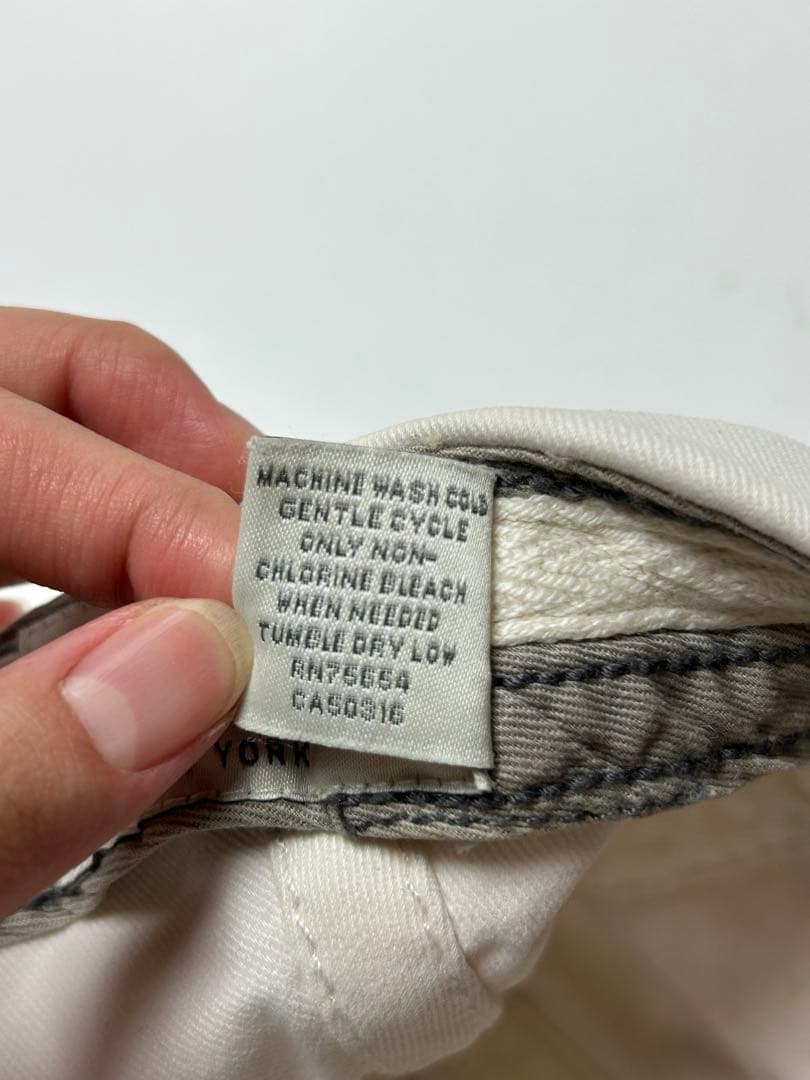 MACHINE WASH COLD
GENTLE CYCLE
ONLY NON-
CHLORINE BLEACH
WHEN NEEDED
TUMBLE DRY LOW
RN75654
CA50316
YORK